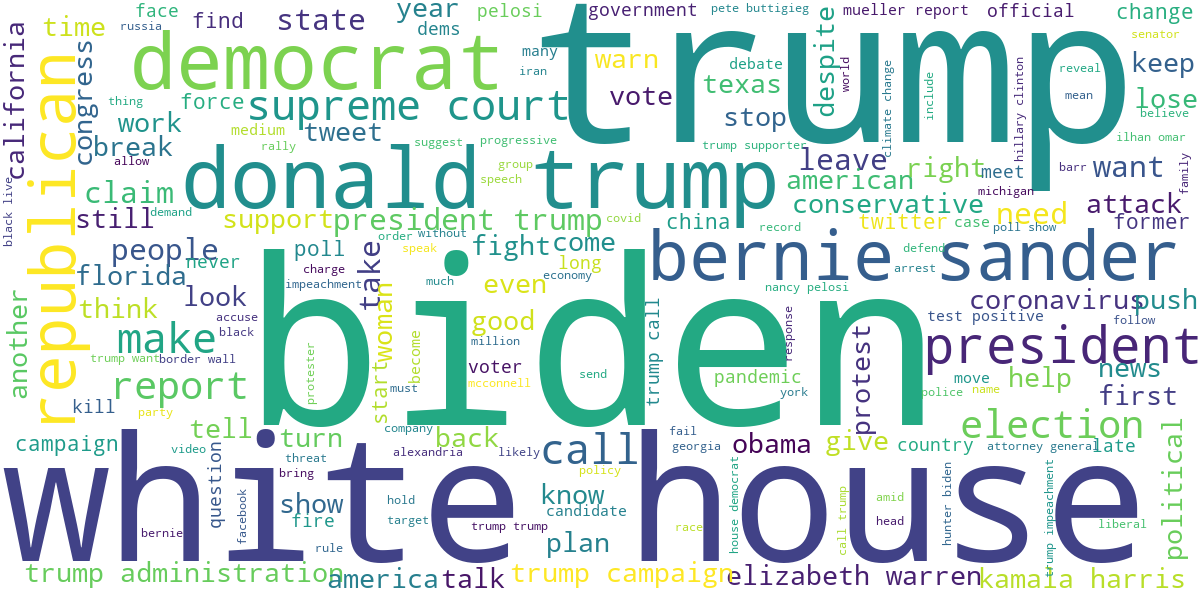 face
russia
find
state
year
dems
pelosi
government
pete buttigieg
mueller report
official
change
senator
time
california
democrat
trump
many
iran
warn
debate
despite
world
reveal
keep
republican
congress
thing
force
supreme court
vote
texas
climate change
include
mean
hillary clinton
lose
believe
work
medium
rally
tweet
suggest
progressive
stop
trump supporter
ilhan omar
break
allow
group
speech
donald trump
leave
right
meet
barr
want
family
black live
claim
american
michigan
still
demand
support
president trump
covid
china
conservative
twitter
case
need
attack
former
record
poll show
people
never
poll
order
without
speak
fight
come
long
bernie sander
defend
arrest
florida
charge
impeachment
take
much
even
economy
nancy pelosi
coronavirus
push
another
think
look
accuse
black
biden
woman
start
become
good
million
trump call
response
protest
test positive
follow
make
trump want
border wall
voter
president
report
protester
must
mcconnell
send
pandemic
york
police
move
name
help
news
first
kill
party
tell
turn
company
back
call
fail
georgia
obama
give
country
election
attorney general
late
political
campaign
video
question
threat
bring
alexandria
likely
policy
white house
facebook
show
hold
know
candidate
house democrat
call trump
amid
head
hunter biden
trump impeachment
liberal
bernie
fire
rule
target
trump trump
plan
race
trump administration
america
talk
trump campaign
elizabeth warren
kamala harris